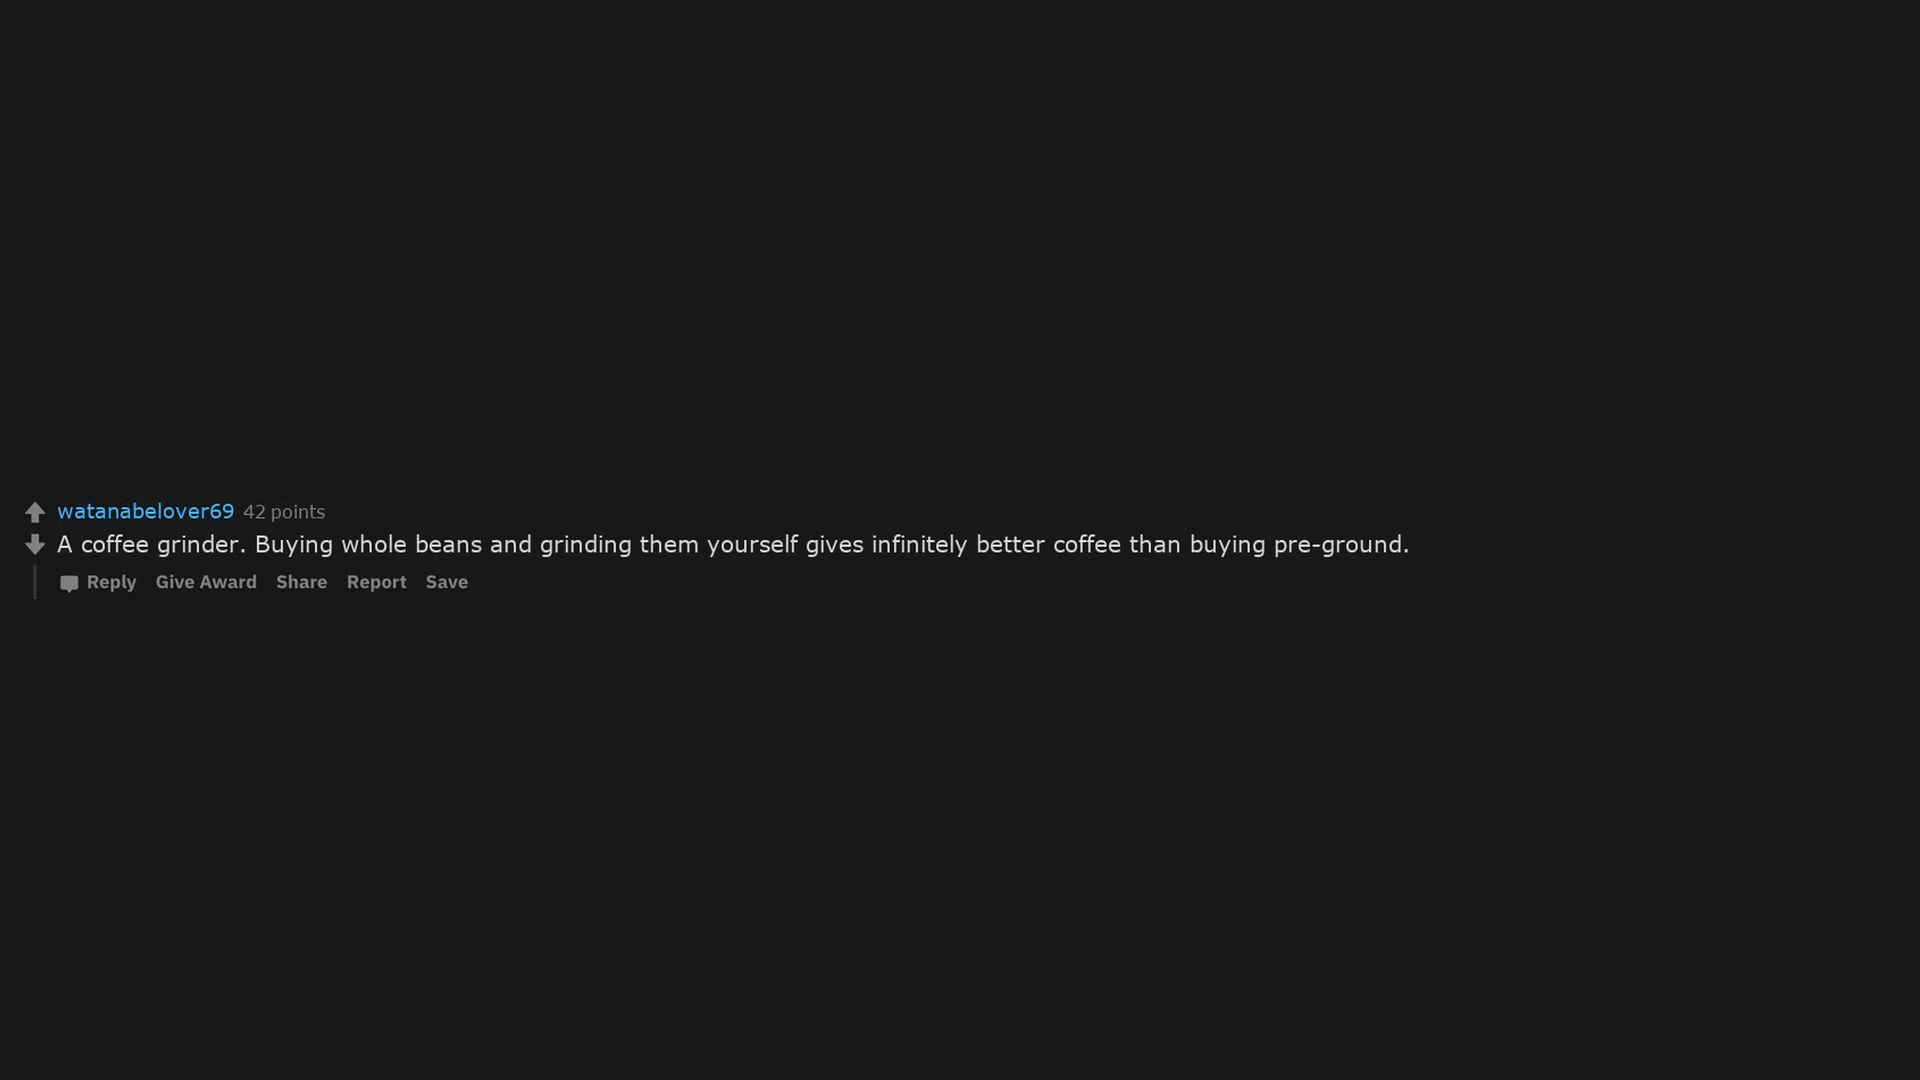 watanabelover69 42 points
A coffee grinder. Buying whole beans and grinding them yourself gives infinitely better coffee than buying pre-ground.
Reply Give Award Share Report Save